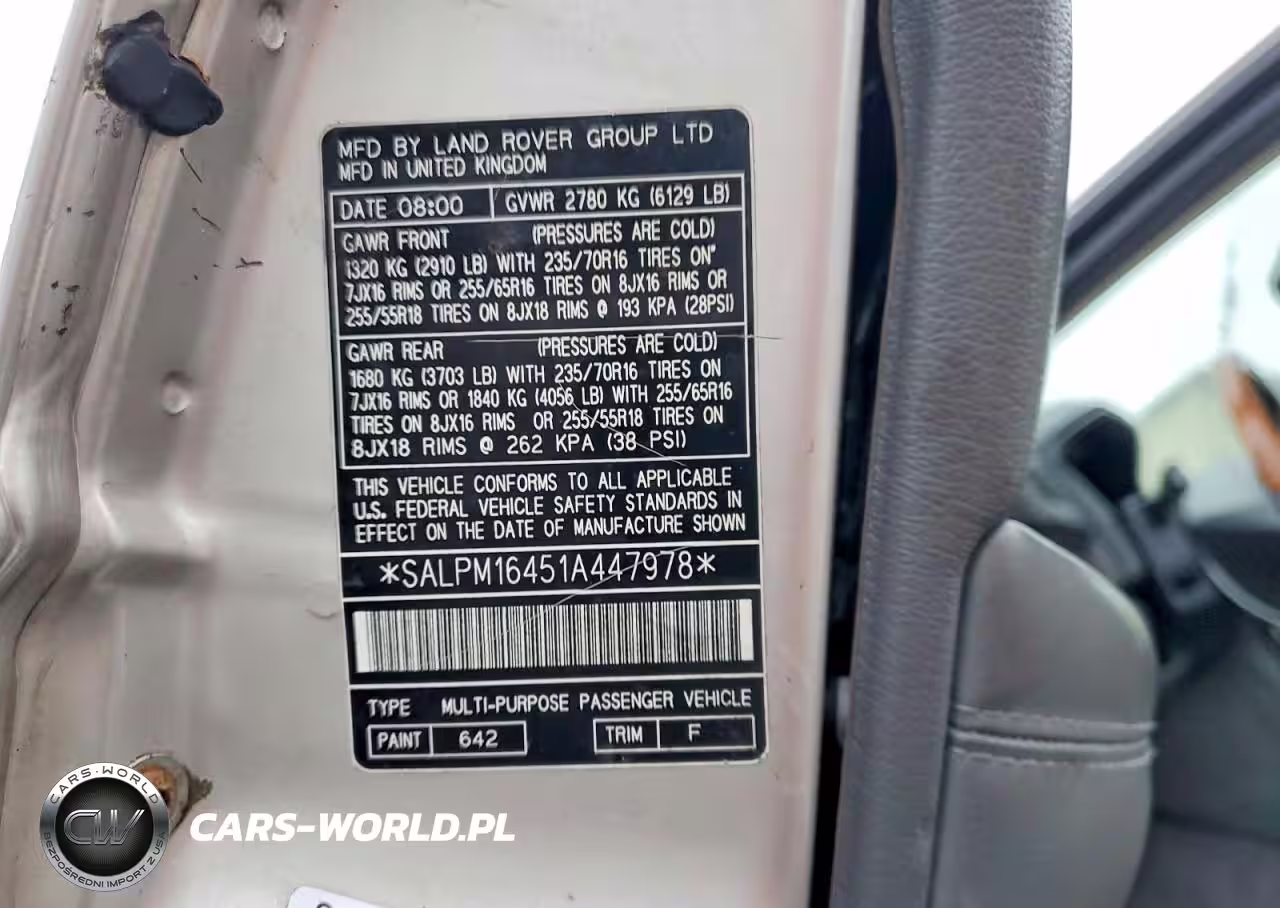 MFD BY LAND ROVER GROUP LTD
MFD IN UNITED KINGDOM
DATE 08:00 GVWR 2780 KG (6129 LB)
GAWR FRONT (PRESSURES ARE COLD)
1320 KG (2910 LB) WITH 235/70R16 TIRES ON"
7JX16 RIMS OR 255/65R16 TIRES ON 8JX16 RIMS OR
255/55R18 TIRES ON 8JX18 RIMS @ 193 KPA (28PSI)
GAWR REAR (PRESSURES ARE COLD)
1680 KG (3703 LB) WITH 235/70R16 TIRES ON
7JX16 RIMS OR 1840 KG (4056 LB) WITH 255/65R16
TIRES ON 8JX16 RIMS OR 255/55R18 TIRES ON
8JX18 RIMS @ 262 KPA (38 PSI)
THIS VEHICLE CONFORMS TO ALL APPLICABLE
U.S. FEDERAL VEHICLE SAFETY STANDARDS IN
EFFECT ON THE DATE OF MANUFACTURE SHOWN
*SALPM16451A447978*
TYPE MULTI-PURPOSE PASSENGER VEHICLE
PAINT 642 TRIM F
CARS-WORLD
CW
BEZPOŚREDNI IMPORT Z USA
CARS-WORLD.PL